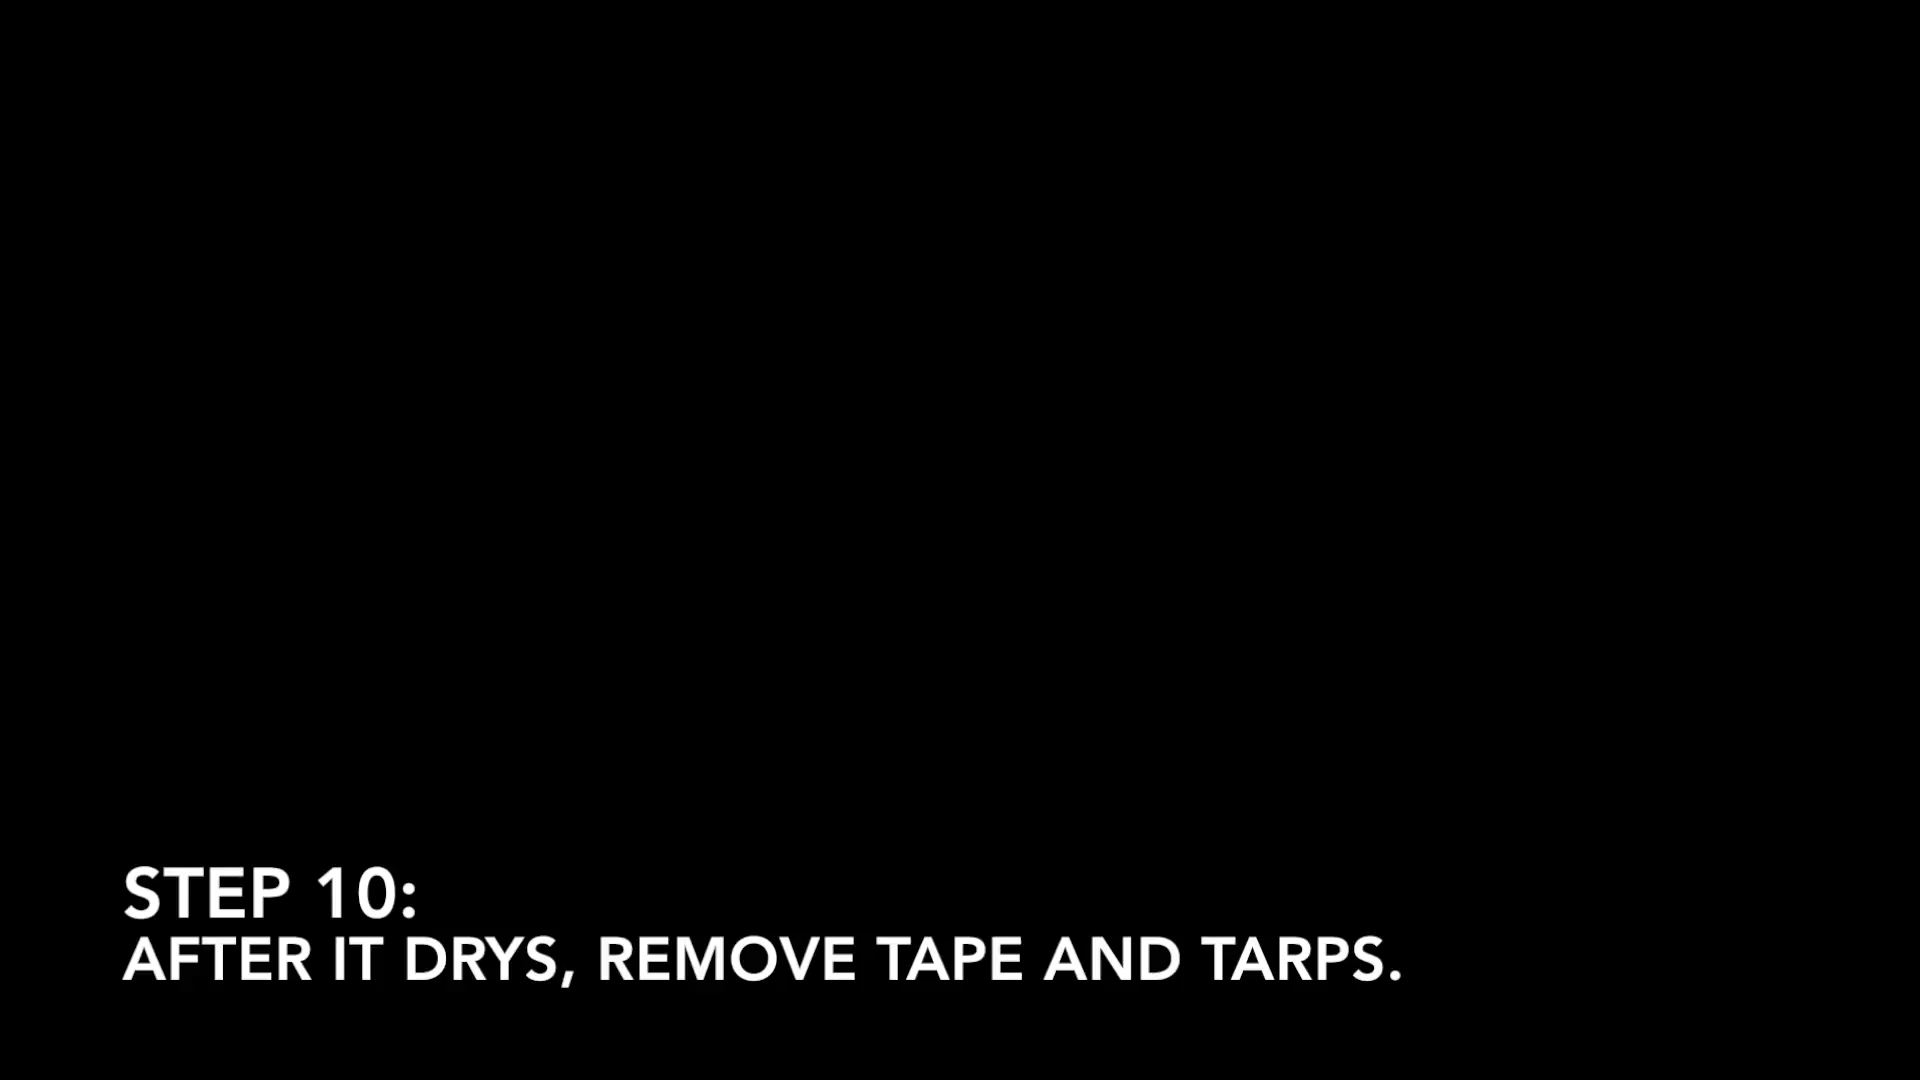 STEP 10:
AFTER IT DRYS, REMOVE TAPE AND TARPS.